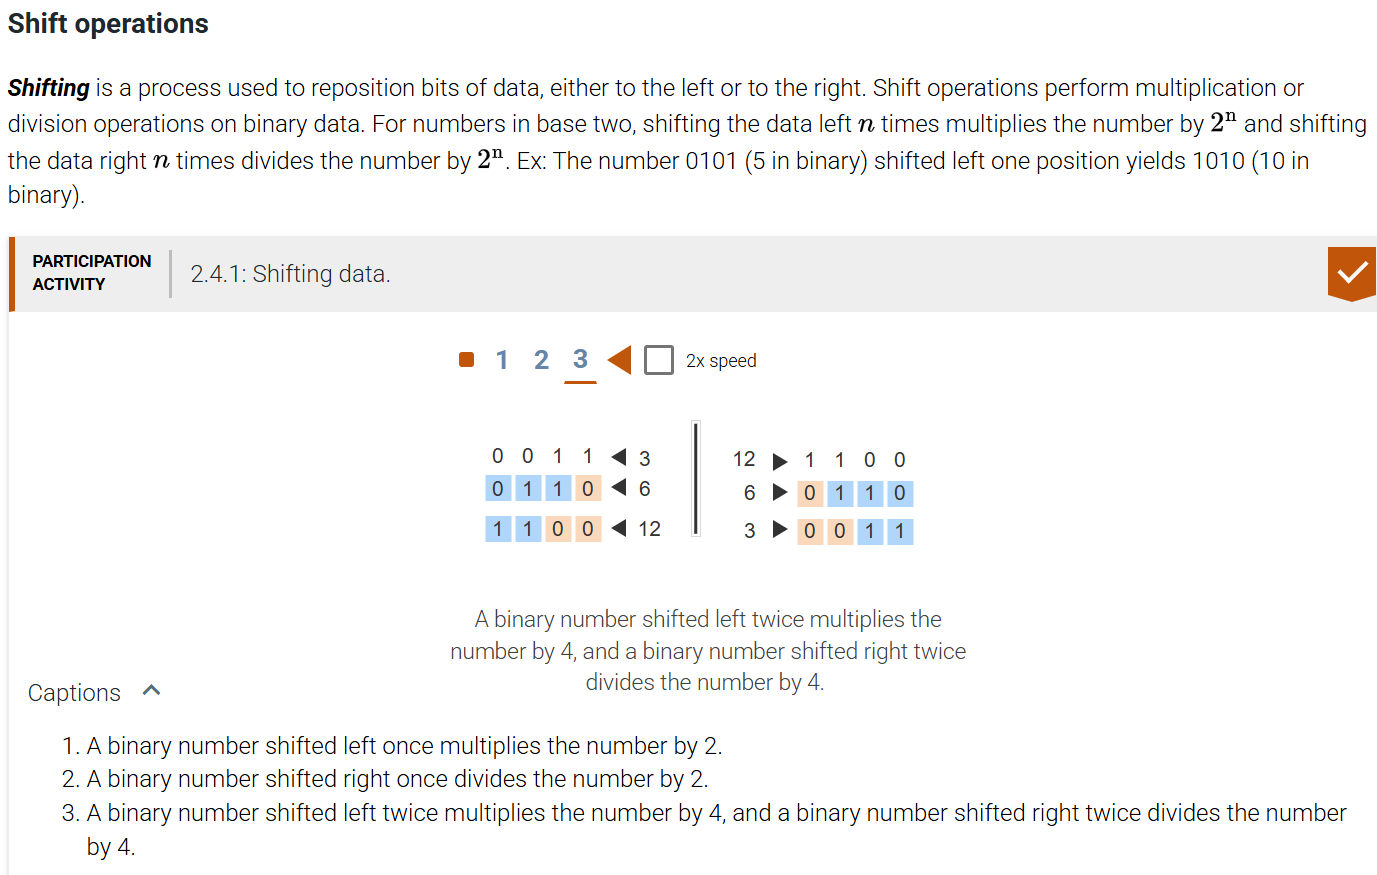 Shift operations
Shifting is a process used to reposition bits of data, either to the left or to the right. Shift operations perform multiplication or
division operations on binary data. For numbers in base two, shifting the data left n times multiplies the number by 2ⁿ and shifting
the data right n times divides the number by 2ⁿ. Ex: The number 0101 (5 in binary) shifted left one position yields 1010 (10 in
binary).
PARTICIPATION
ACTIVITY
2.4.1: Shifting data.
1 2 3 2x speed
0 0 1 1 ◀ 3
0 1 1 0 ◀ 6
1 1 0 0 ◀ 12
12 ▶ 1 1 0 0
6 ▶ 0 1 1 0
3 ▶ 0 0 1 1
A binary number shifted left twice multiplies the
number by 4, and a binary number shifted right twice
divides the number by 4.
Captions
1. A binary number shifted left once multiplies the number by 2.
2. A binary number shifted right once divides the number by 2.
3. A binary number shifted left twice multiplies the number by 4, and a binary number shifted right twice divides the number
by 4.